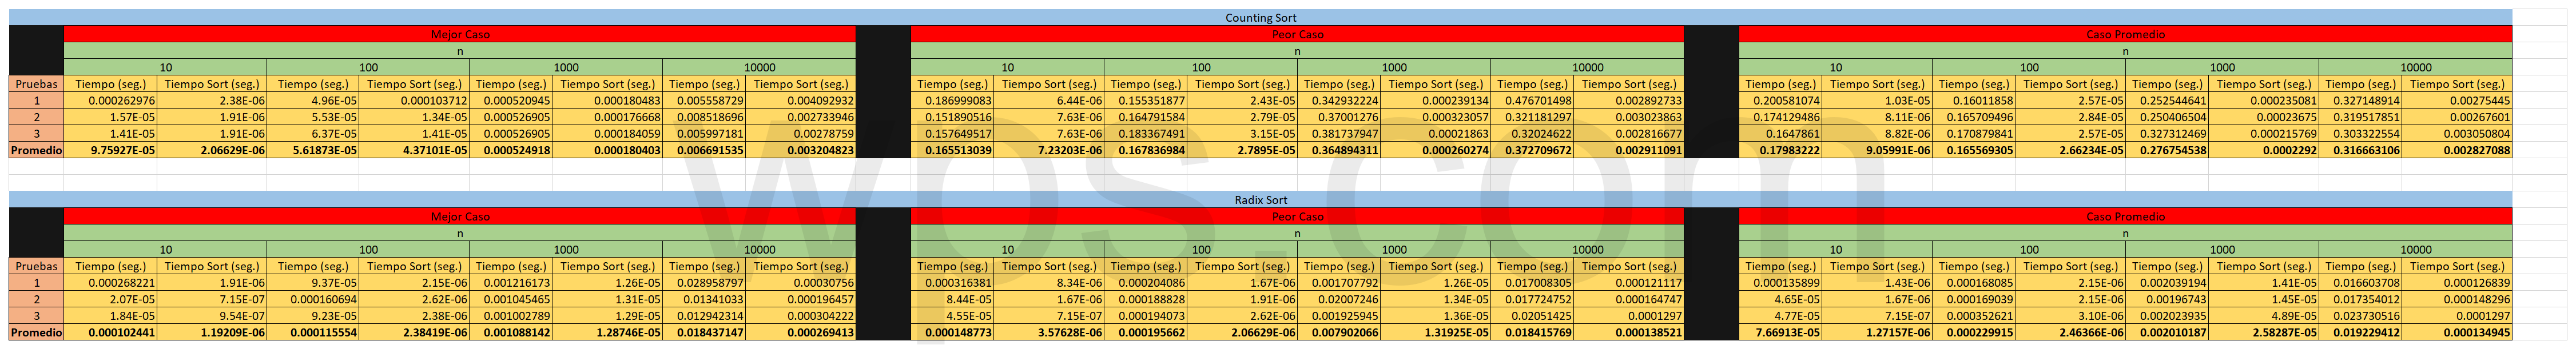 Counting Sort
Mejor Caso Peor Caso Caso Promedio
n n n
10 100 1000 10000 10 100 1000 10000 10 100 1000 10000
Pruebas Tiempo (seg.) Tiempo Sort (seg.) Tiempo (seg.) Tiempo Sort (seg.) Tiempo (seg.) Tiempo Sort (seg.) Tiempo (seg.) Tiempo Sort (seg.) Tiempo (seg.) Tiempo Sort (seg.) Tiempo (seg.) Tiempo Sort (seg.) Tiempo (seg.) Tiempo Sort (seg.) Tiempo (seg.) Tiempo Sort (seg.) Tiempo (seg.) Tiempo Sort (seg.) Tiempo (seg.) Tiempo Sort (seg.) Tiempo (seg.) Tiempo Sort (seg.) Tiempo (seg.) Tiempo Sort (seg.)
1 0.000262976 2.38E-06 4.96E-05 0.000103712 0.000520945 0.000180483 0.005558729 0.004092932 0.186999083 6.44E-06 0.155351877 2.43E-05 0.342932224 0.000239134 0.476701498 0.002892733 0.200581074 1.03E-05 0.16011858 2.57E-05 0.252544641 0.000235081 0.327148914 0.00275445
2 1.57E-05 1.91E-06 5.53E-05 1.34E-05 0.000526905 0.000176668 0.008518696 0.002733946 0.151890516 7.63E-06 0.164791584 2.79E-05 0.37001276 0.000323057 0.321181297 0.003023863 0.174129486 8.11E-06 0.165709496 2.84E-05 0.250406504 0.00023675 0.319517851 0.00267601
3 1.41E-05 1.91E-06 6.37E-05 1.41E-05 0.000526905 0.000184059 0.005997181 0.00278759 0.157649517 7.63E-06 0.183367491 3.15E-05 0.381737947 0.00021863 0.32024622 0.002816677 0.1647861 8.82E-06 0.170879841 2.57E-05 0.327312469 0.000215769 0.303322554 0.003050804
Promedio 9.75927E-05 2.06629E-06 5.61873E-05 4.37101E-05 0.000524918 0.000180403 0.006691535 0.003204823 0.165513039 7.23203E-06 0.167836984 2.7895E-05 0.364894311 0.000260274 0.372709672 0.002911091 0.17983222 9.05991E-06 0.165569305 2.66234E-05 0.276754538 0.0002292 0.316663106 0.002827088
Radix Sort
Mejor Caso Peor Caso Caso Promedio
n n n
10 100 1000 10000 10 100 1000 10000 10 100 1000 10000
Pruebas Tiempo (seg.) Tiempo Sort (seg.) Tiempo (seg.) Tiempo Sort (seg.) Tiempo (seg.) Tiempo Sort (seg.) Tiempo (seg.) Tiempo Sort (seg.) Tiempo (seg.) Tiempo Sort (seg.) Tiempo (seg.) Tiempo Sort (seg.) Tiempo (seg.) Tiempo Sort (seg.) Tiempo (seg.) Tiempo Sort (seg.) Tiempo (seg.) Tiempo Sort (seg.) Tiempo (seg.) Tiempo Sort (seg.) Tiempo (seg.) Tiempo Sort (seg.) Tiempo (seg.) Tiempo Sort (seg.)
1 0.000268221 1.91E-06 9.37E-05 2.15E-06 0.001216173 1.26E-05 0.028958797 0.00030756 0.000316381 8.34E-06 0.000204086 1.67E-06 0.001707792 1.26E-05 0.017008305 0.000121117 0.000135899 1.43E-06 0.000168085 2.15E-06 0.002039194 1.41E-05 0.016603708 0.000126839
2 2.07E-05 7.15E-07 0.000160694 2.62E-06 0.001045465 1.31E-05 0.01341033 0.000196457 8.44E-05 1.67E-06 0.000188828 1.91E-06 0.02007246 1.34E-05 0.017724752 0.000164747 4.65E-05 1.67E-06 0.000169039 2.15E-06 0.00196743 1.45E-05 0.017354012 0.000148296
3 1.84E-05 9.54E-07 9.23E-05 2.38E-06 0.001002789 1.29E-05 0.012942314 0.000304222 4.55E-05 7.15E-07 0.000194073 2.62E-06 0.001925945 1.36E-05 0.02051425 0.0001297 4.77E-05 7.15E-07 0.000352621 3.10E-06 0.002023935 4.89E-05 0.023730516 0.0001297
Promedio 0.000102441 1.19209E-06 0.000115554 2.38419E-06 0.001088142 1.28746E-05 0.018437147 0.000269413 0.000148773 3.57628E-06 0.000195662 2.06629E-06 0.007902066 1.31925E-05 0.018415769 0.000138521 7.66913E-05 1.27157E-06 0.000229915 2.46366E-06 0.002010187 2.58287E-05 0.019229412 0.000134945
wps.com